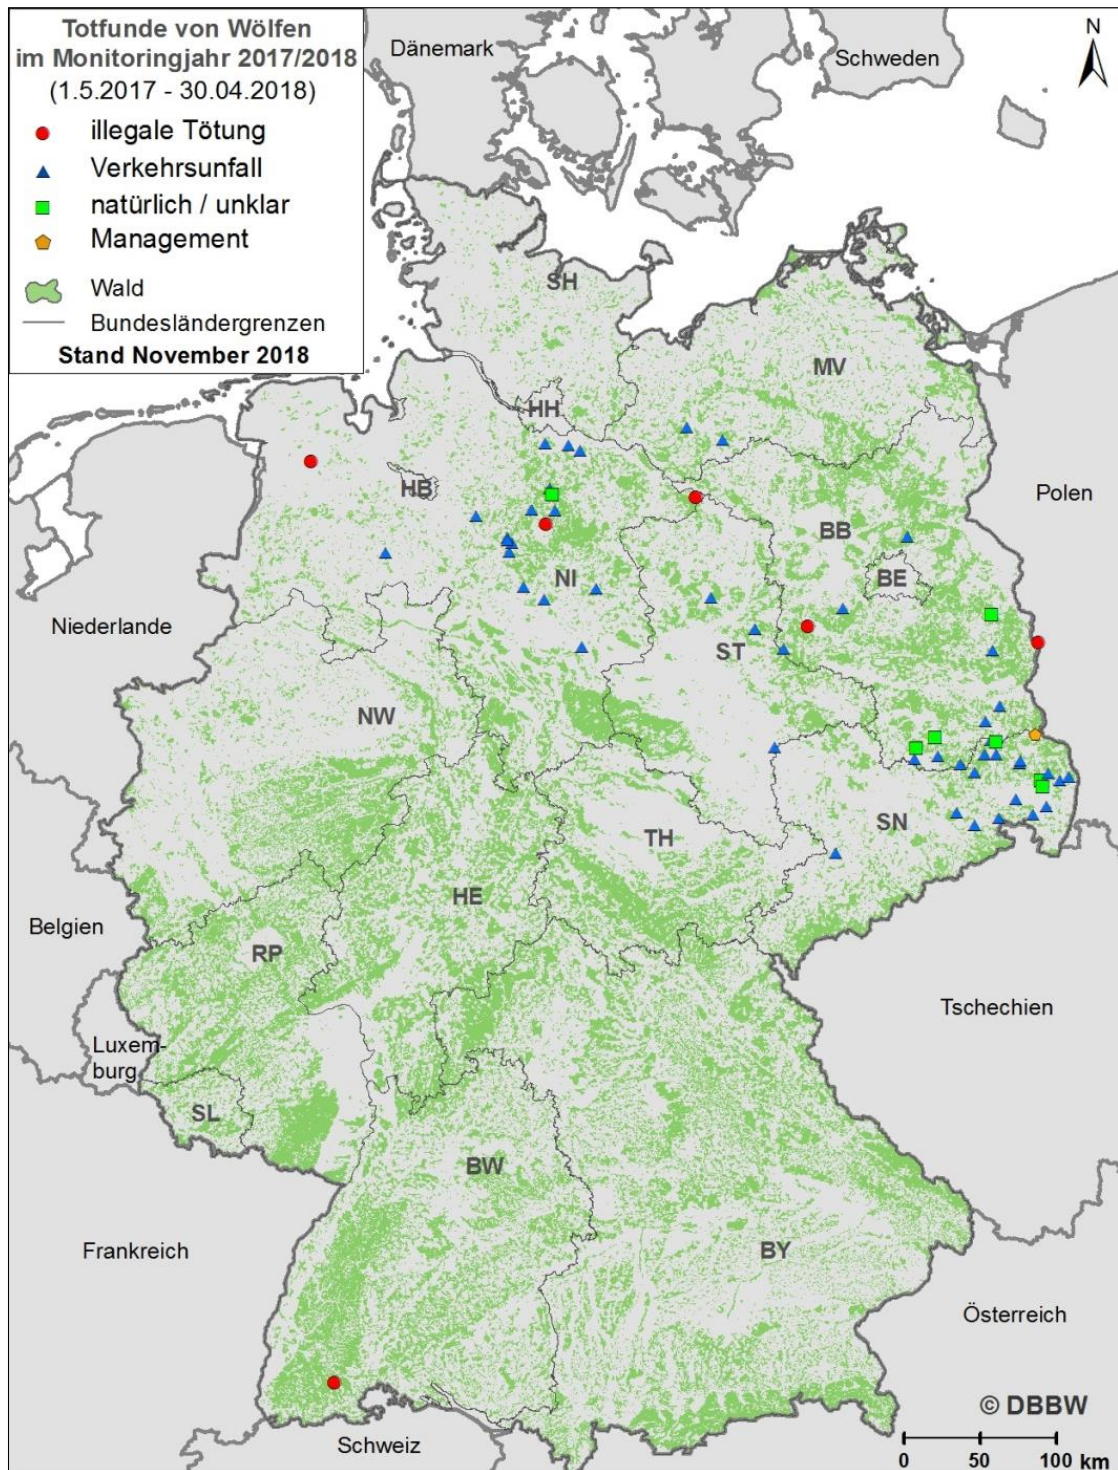 Totfunde von Wölfen
im Monitoringjahr 2017/2018
(1.5.2017 - 30.04.2018)
illegale Tötung
Verkehrsunfall
natürlich / unklar
Management
Wald
Bundesländergrenzen
Stand November 2018
Dänemark
Schweden
N
SH
MV
HH
HB
Polen
BB
BE
NI
Niederlande
ST
NW
SN
TH
HE
Belgien
RP
Tschechien
Luxem-
burg
SL
BW
Frankreich
BY
Österreich
© DBBW
Schweiz
0 50 100 km